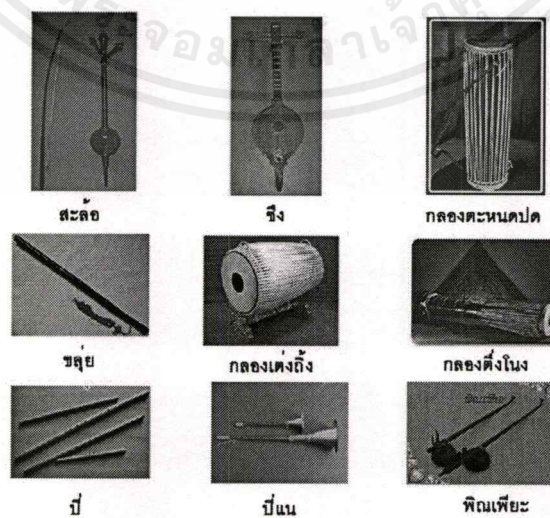 สะล้อ
ซึง
กลองตะหนดปด
ขลุ่ย
กลองเต่งถิ้ง
กลองตึ่งโนง
ปี่
ปี่แน
พิณเพียะ